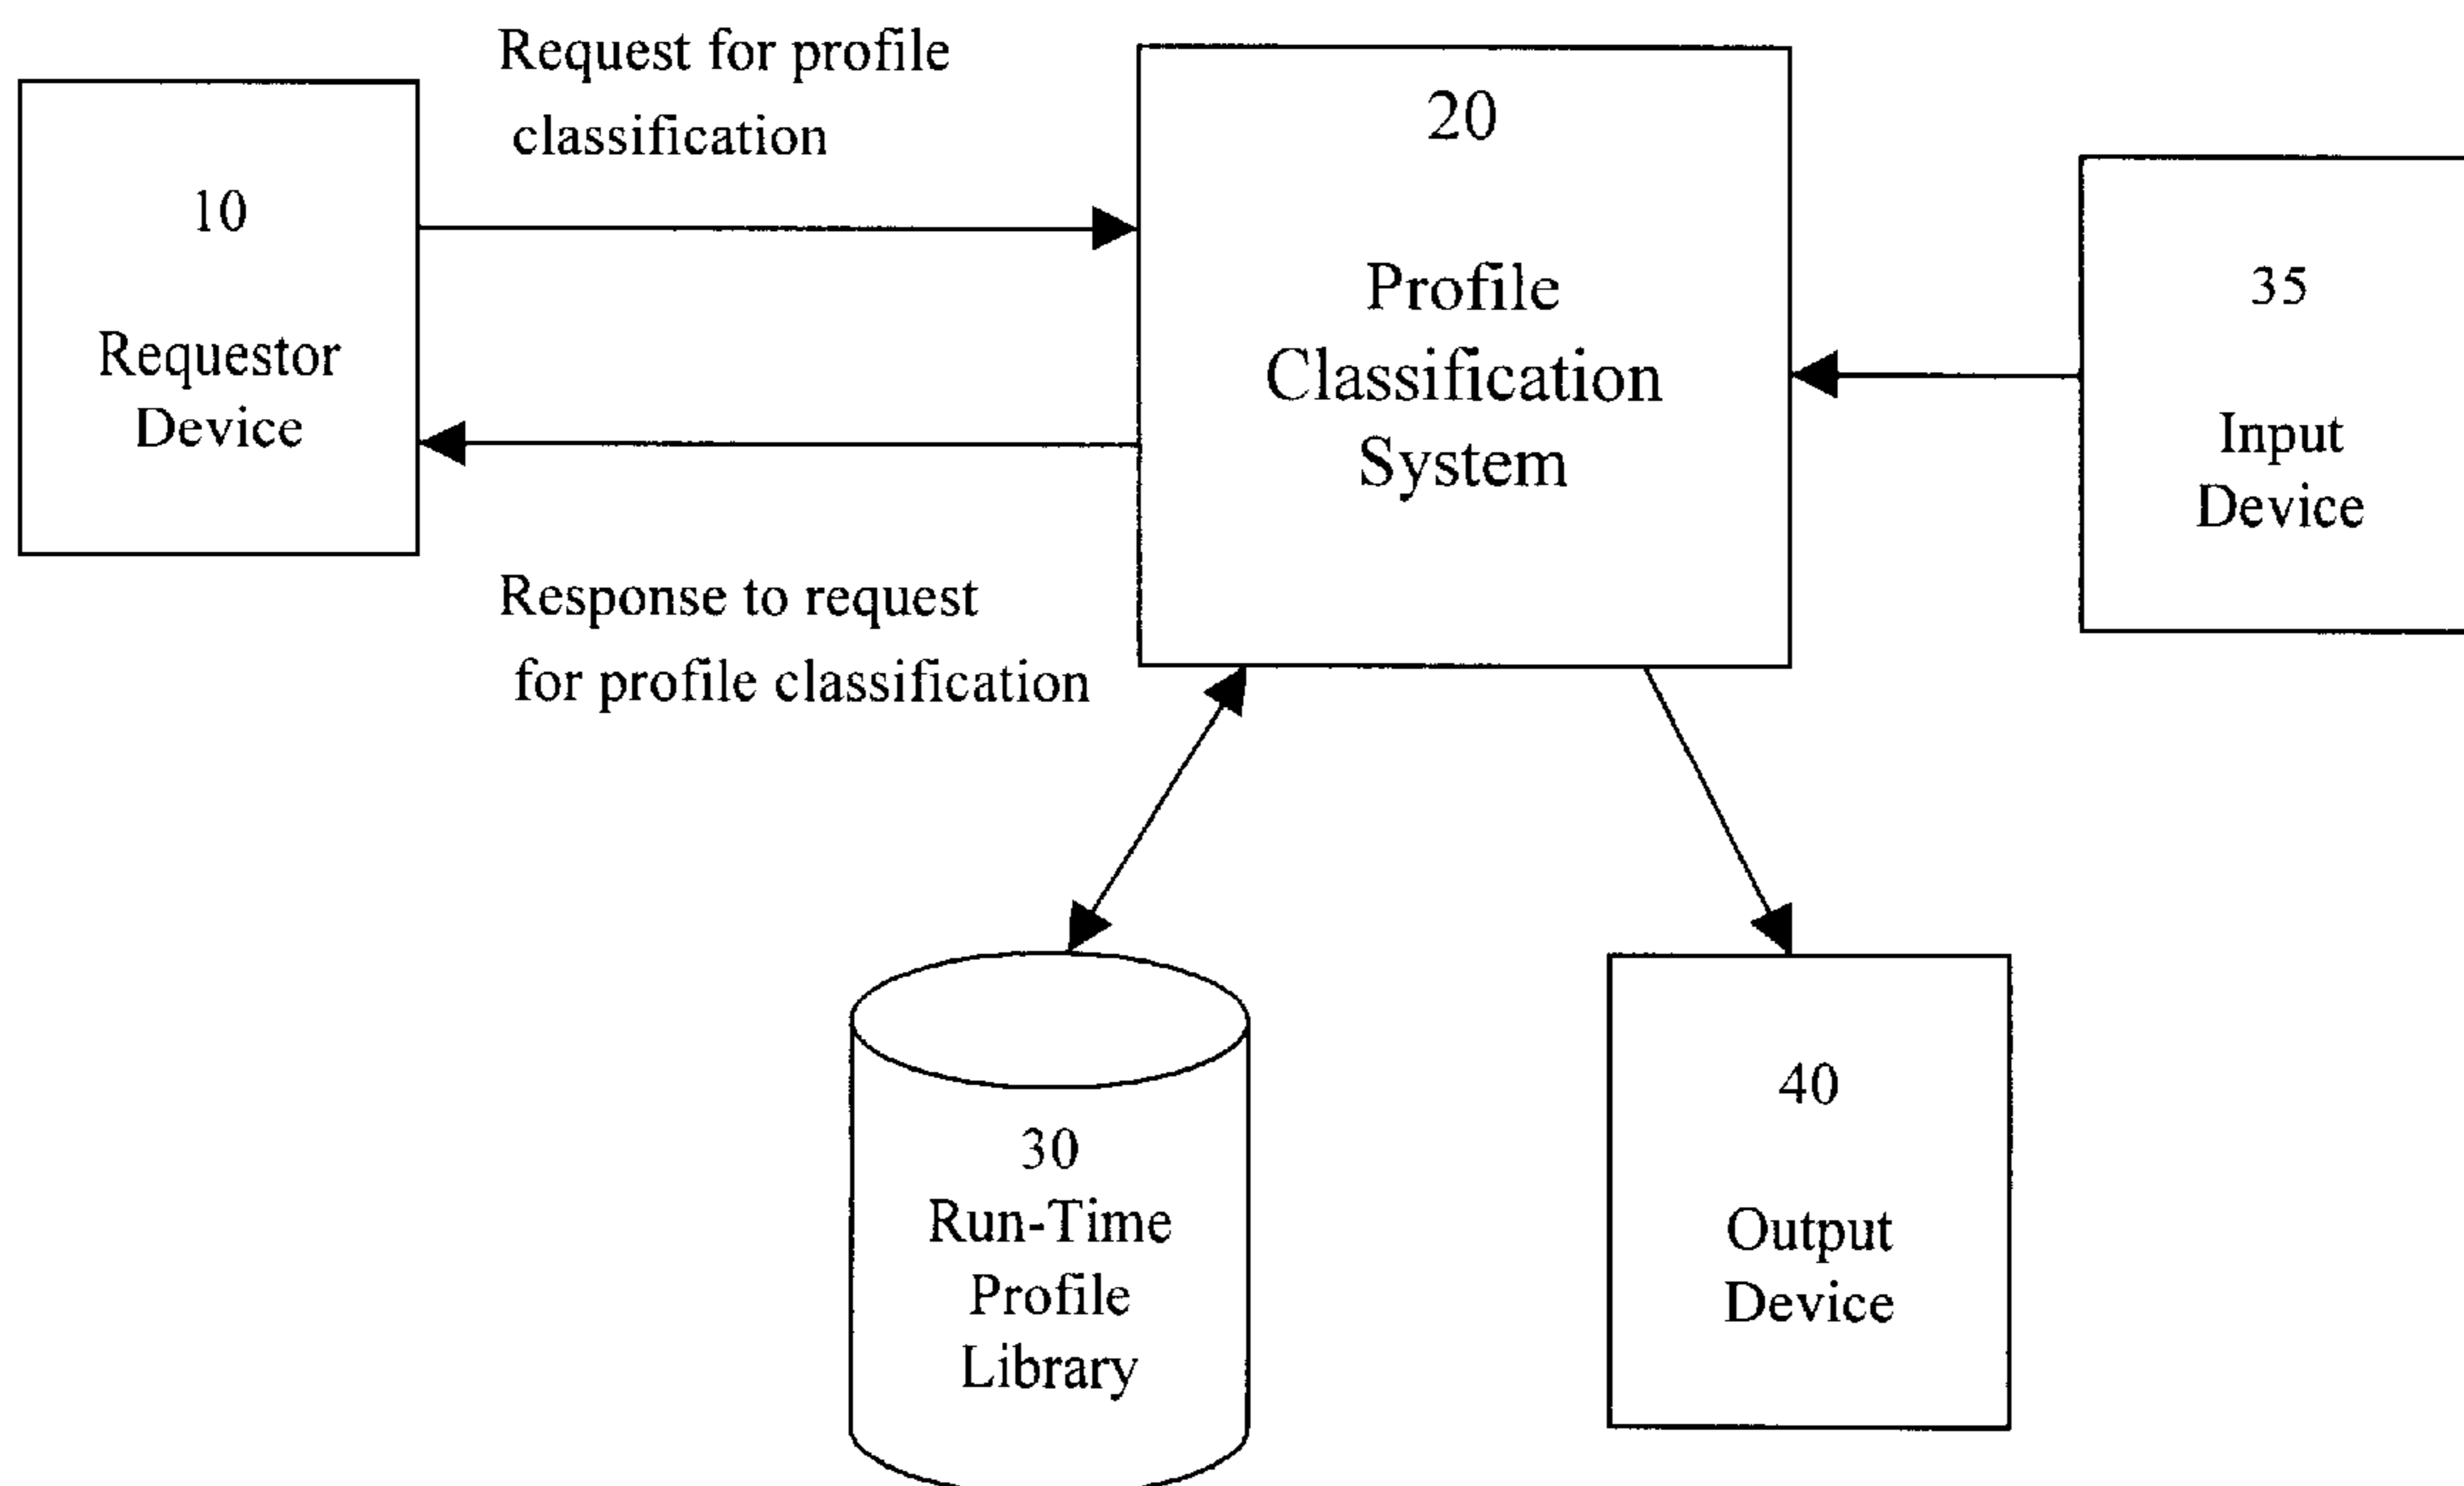 Request for profile
classification
10
Requestor
Device
20
Profile
Classification
System
35
Input
Device
Response to request
for profile classification
30
Run-Time
Profile
Library
40
Output
Device